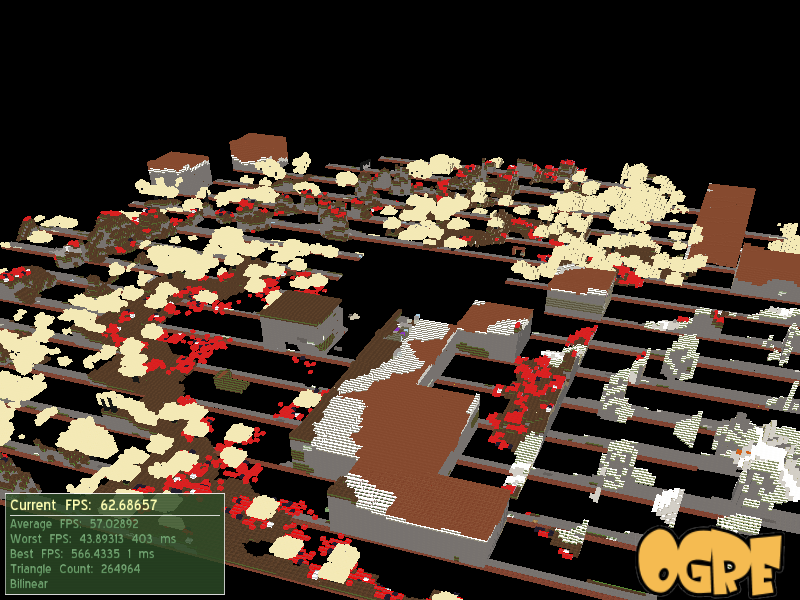 Current FPS: 62.68657
Average FPS: 57.02892
Worst FPS: 43.89313 403 ms
Best FPS: 566.4335 1 ms
Triangle Count: 264964
Bilinear
OGRE